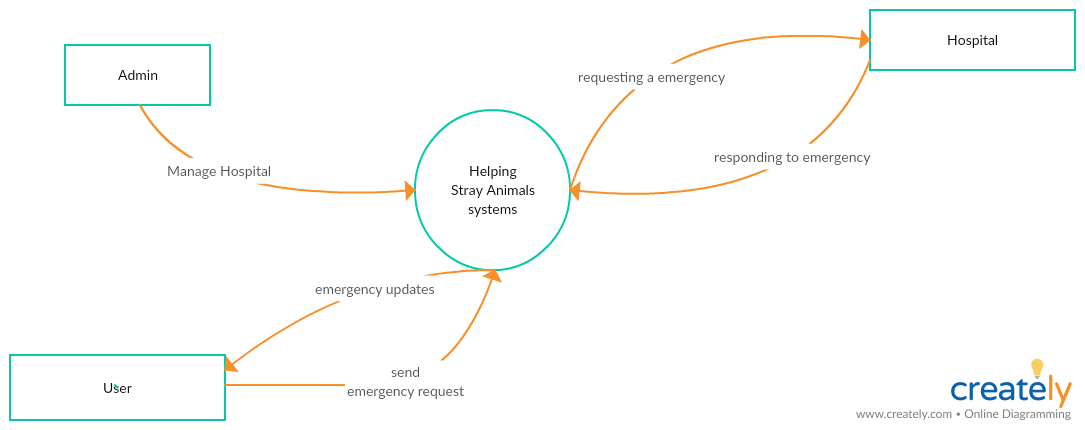 Admin
Hospital
requesting a emergency
Manage Hospital
Helping
Stray Animals
systems
responding to emergency
emergency updates
User
send
emergency request
creately
www.creately.com • Online Diagramming